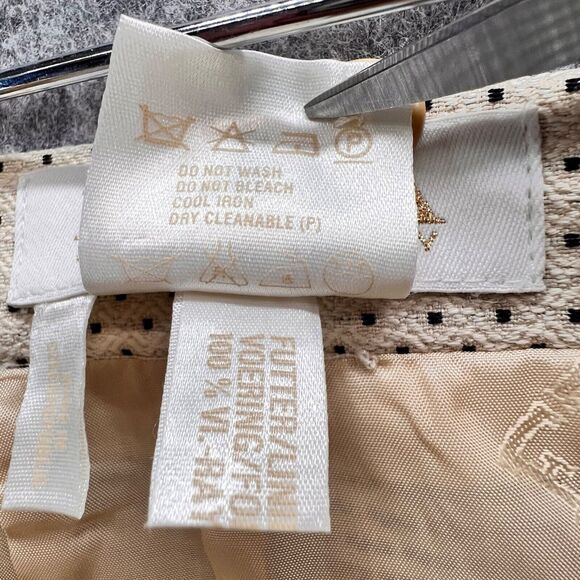 DO NOT WASH
DO NOT BLEACH
COOL IRON
DRY CLEANABLE (P)
P
FUTTER/LINI
VOERING/FO
100 % VI.-RAY